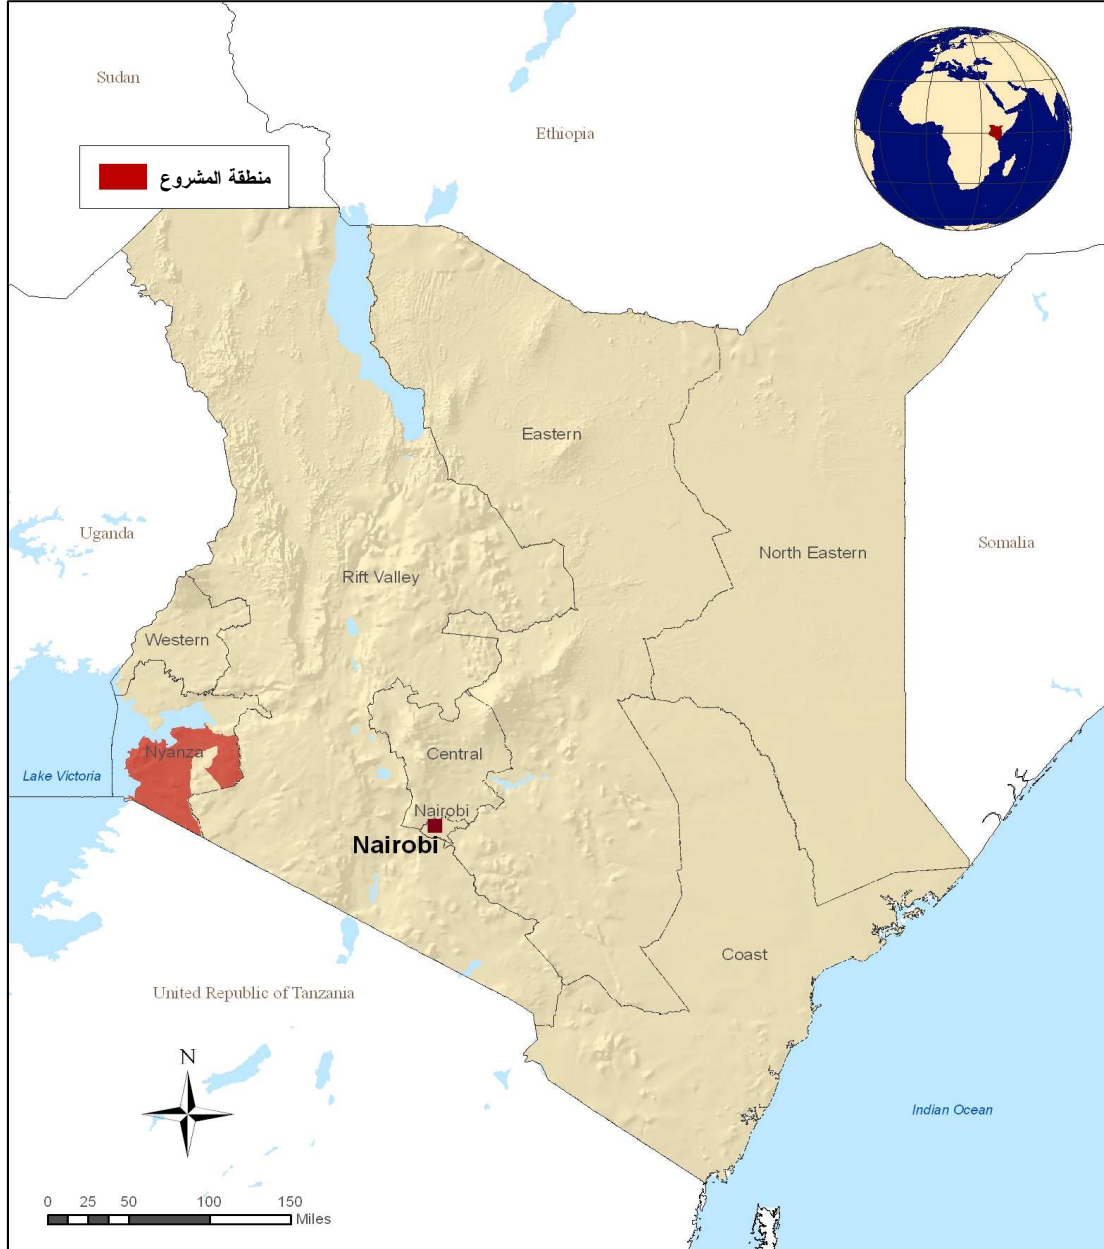 Sudan
Ethiopia
منطقة المشروع
Eastern
Uganda
Somalia
North Eastern
Rift Valley
Western
Nyanza
Central
Lake Victoria
Nairobi
Nairobi
Coast
United Republic of Tanzania
N
Indian Ocean
0 25 50 100 150
Miles